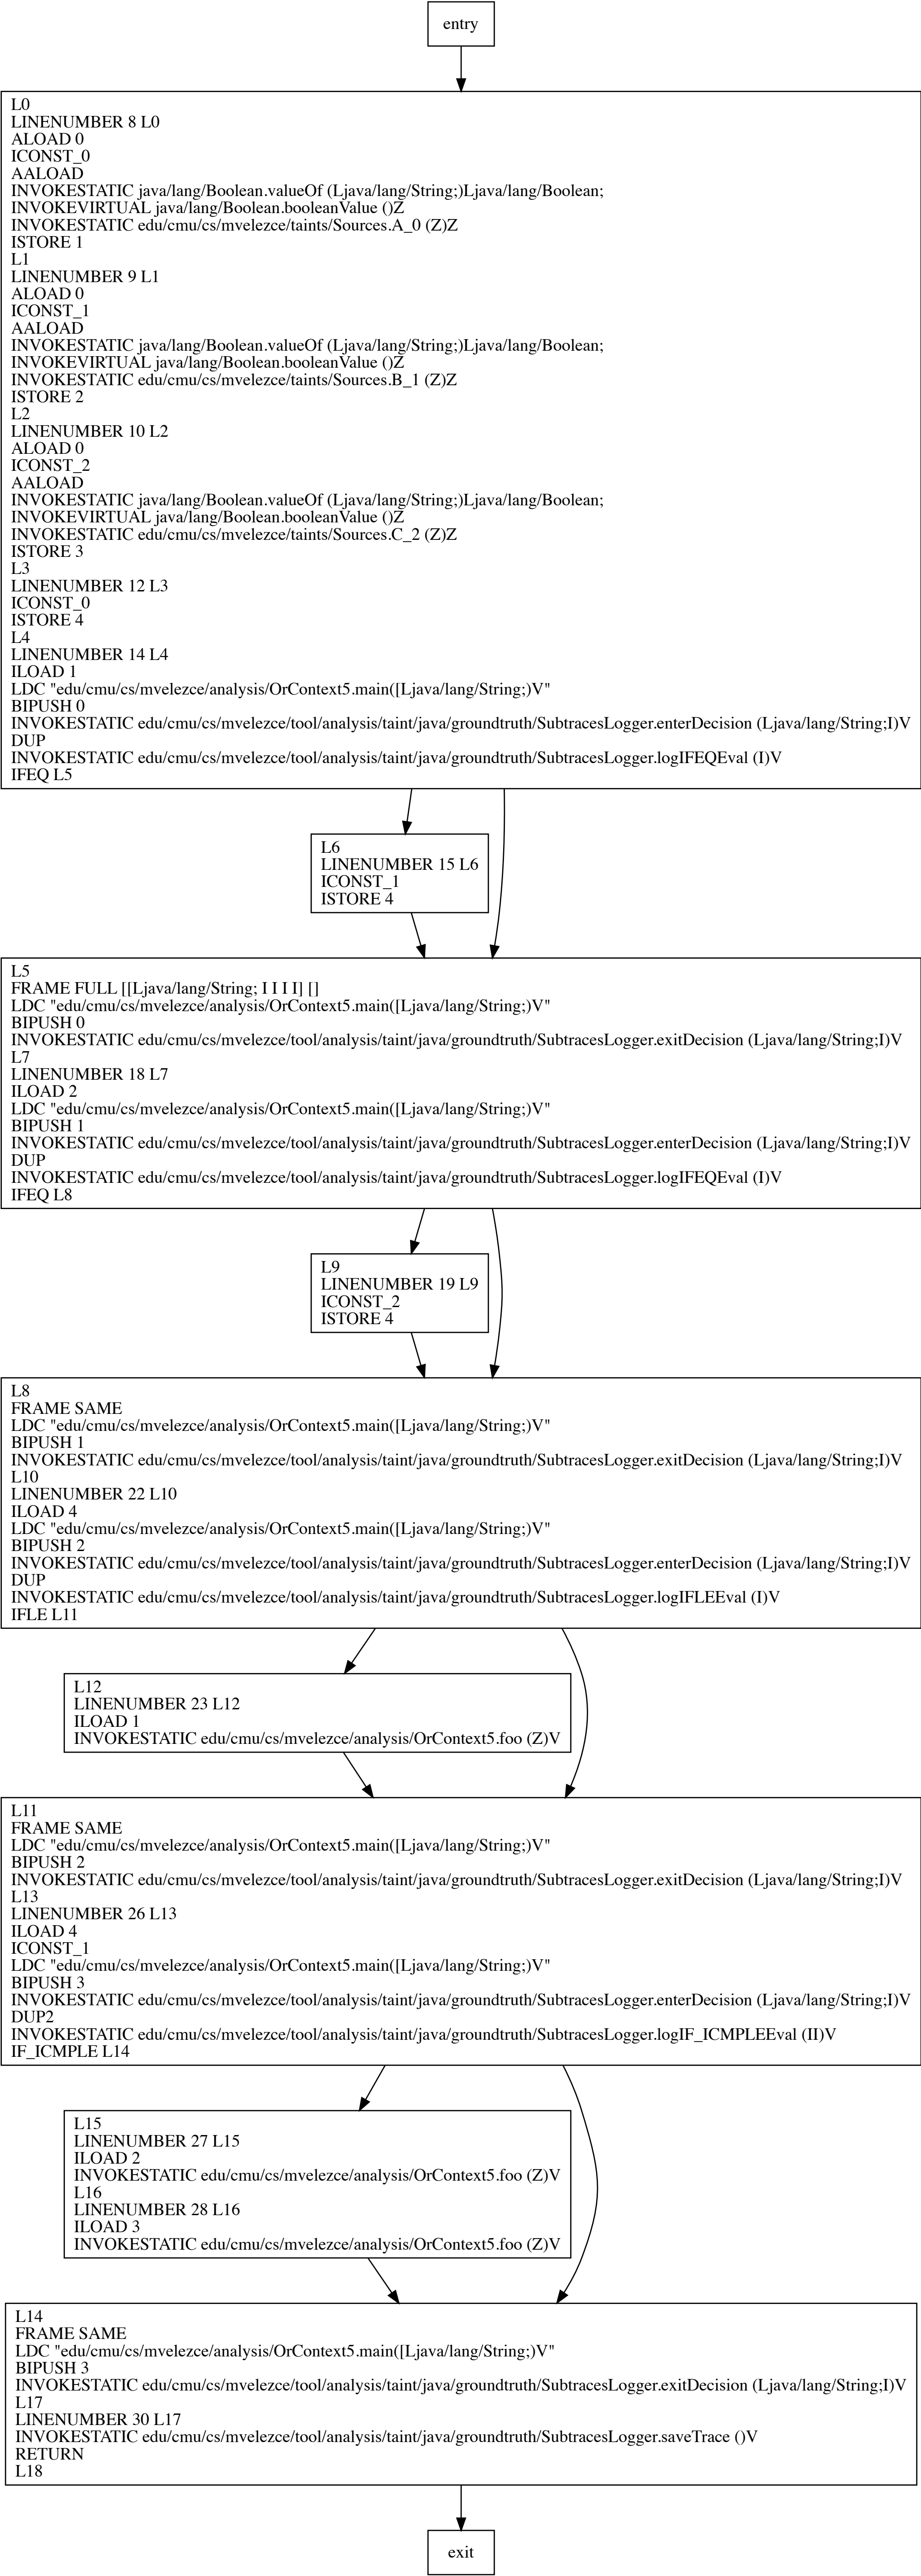 entry
L0
LINENUMBER 8 L0
ALOAD 0
ICONST_0
AALOAD
INVOKESTATIC java/lang/Boolean.valueOf (Ljava/lang/String;)Ljava/lang/Boolean;
INVOKEVIRTUAL java/lang/Boolean.booleanValue ()Z
INVOKESTATIC edu/cmu/cs/mvelezce/taints/Sources.A_0 (Z)Z
ISTORE 1
L1
LINENUMBER 9 L1
ALOAD 0
ICONST_1
AALOAD
INVOKESTATIC java/lang/Boolean.valueOf (Ljava/lang/String;)Ljava/lang/Boolean;
INVOKEVIRTUAL java/lang/Boolean.booleanValue ()Z
INVOKESTATIC edu/cmu/cs/mvelezce/taints/Sources.B_1 (Z)Z
ISTORE 2
L2
LINENUMBER 10 L2
ALOAD 0
ICONST_2
AALOAD
INVOKESTATIC java/lang/Boolean.valueOf (Ljava/lang/String;)Ljava/lang/Boolean;
INVOKEVIRTUAL java/lang/Boolean.booleanValue ()Z
INVOKESTATIC edu/cmu/cs/mvelezce/taints/Sources.C_2 (Z)Z
ISTORE 3
L3
LINENUMBER 12 L3
ICONST_0
ISTORE 4
L4
LINENUMBER 14 L4
ILOAD 1
LDC "edu/cmu/cs/mvelezce/analysis/OrContext5.main([Ljava/lang/String;)V"
BIPUSH 0
INVOKESTATIC edu/cmu/cs/mvelezce/tool/analysis/taint/java/groundtruth/SubtracesLogger.enterDecision (Ljava/lang/String;I)V
DUP
INVOKESTATIC edu/cmu/cs/mvelezce/tool/analysis/taint/java/groundtruth/SubtracesLogger.logIFEQEval (I)V
IFEQ L5
L6
LINENUMBER 15 L6
ICONST_1
ISTORE 4
L5
FRAME FULL [[Ljava/lang/String; I I I I] []
LDC "edu/cmu/cs/mvelezce/analysis/OrContext5.main([Ljava/lang/String;)V"
BIPUSH 0
INVOKESTATIC edu/cmu/cs/mvelezce/tool/analysis/taint/java/groundtruth/SubtracesLogger.exitDecision (Ljava/lang/String;I)V
L7
LINENUMBER 18 L7
ILOAD 2
LDC "edu/cmu/cs/mvelezce/analysis/OrContext5.main([Ljava/lang/String;)V"
BIPUSH 1
INVOKESTATIC edu/cmu/cs/mvelezce/tool/analysis/taint/java/groundtruth/SubtracesLogger.enterDecision (Ljava/lang/String;I)V
DUP
INVOKESTATIC edu/cmu/cs/mvelezce/tool/analysis/taint/java/groundtruth/SubtracesLogger.logIFEQEval (I)V
IFEQ L8
L9
LINENUMBER 19 L9
ICONST_2
ISTORE 4
L8
FRAME SAME
LDC "edu/cmu/cs/mvelezce/analysis/OrContext5.main([Ljava/lang/String;)V"
BIPUSH 1
INVOKESTATIC edu/cmu/cs/mvelezce/tool/analysis/taint/java/groundtruth/SubtracesLogger.exitDecision (Ljava/lang/String;I)V
L10
LINENUMBER 22 L10
ILOAD 4
LDC "edu/cmu/cs/mvelezce/analysis/OrContext5.main([Ljava/lang/String;)V"
BIPUSH 2
INVOKESTATIC edu/cmu/cs/mvelezce/tool/analysis/taint/java/groundtruth/SubtracesLogger.enterDecision (Ljava/lang/String;I)V
DUP
INVOKESTATIC edu/cmu/cs/mvelezce/tool/analysis/taint/java/groundtruth/SubtracesLogger.logIFLEEval (I)V
IFLE L11
L12
LINENUMBER 23 L12
ILOAD 1
INVOKESTATIC edu/cmu/cs/mvelezce/analysis/OrContext5.foo (Z)V
L11
FRAME SAME
LDC "edu/cmu/cs/mvelezce/analysis/OrContext5.main([Ljava/lang/String;)V"
BIPUSH 2
INVOKESTATIC edu/cmu/cs/mvelezce/tool/analysis/taint/java/groundtruth/SubtracesLogger.exitDecision (Ljava/lang/String;I)V
L13
LINENUMBER 26 L13
ILOAD 4
ICONST_1
LDC "edu/cmu/cs/mvelezce/analysis/OrContext5.main([Ljava/lang/String;)V"
BIPUSH 3
INVOKESTATIC edu/cmu/cs/mvelezce/tool/analysis/taint/java/groundtruth/SubtracesLogger.enterDecision (Ljava/lang/String;I)V
DUP2
INVOKESTATIC edu/cmu/cs/mvelezce/tool/analysis/taint/java/groundtruth/SubtracesLogger.logIF_ICMPLEEval (II)V
IF_ICMPLE L14
L15
LINENUMBER 27 L15
ILOAD 2
INVOKESTATIC edu/cmu/cs/mvelezce/analysis/OrContext5.foo (Z)V
L16
LINENUMBER 28 L16
ILOAD 3
INVOKESTATIC edu/cmu/cs/mvelezce/analysis/OrContext5.foo (Z)V
L14
FRAME SAME
LDC "edu/cmu/cs/mvelezce/analysis/OrContext5.main([Ljava/lang/String;)V"
BIPUSH 3
INVOKESTATIC edu/cmu/cs/mvelezce/tool/analysis/taint/java/groundtruth/SubtracesLogger.exitDecision (Ljava/lang/String;I)V
L17
LINENUMBER 30 L17
INVOKESTATIC edu/cmu/cs/mvelezce/tool/analysis/taint/java/groundtruth/SubtracesLogger.saveTrace ()V
RETURN
L18
exit